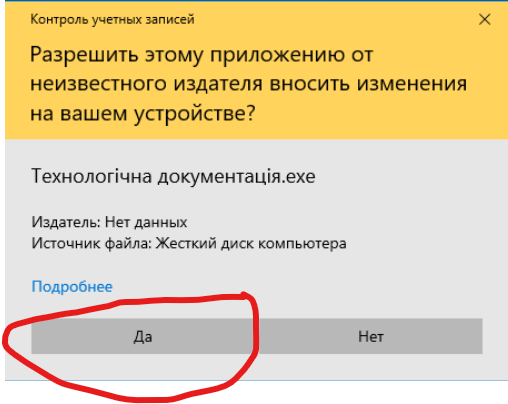 Контроль учетных записей
Разрешить этому приложению от
неизвестного издателя вносить изменения
на вашем устройстве?
Технологічна документація.exe
Издатель: Нет данных
Источник файла: Жесткий диск компьютера
Подробнее
Да
Нет